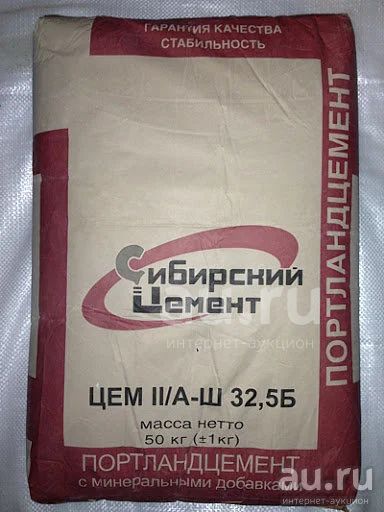 ГАРАНТИЯ КАЧЕСТВА
СТАБИЛЬНОСТЬ
ПОРТЛАНДЦЕМЕНТ
Сибирский
Цемент
au.ru
интернет-аукцион
ЦЕМ II/А-Ш 32,5Б
масса нетто
50 кг (±1кг)
ПОРТЛАНДЦЕМЕНТ
с минеральными добавками
au.ru
интернет-аукцион